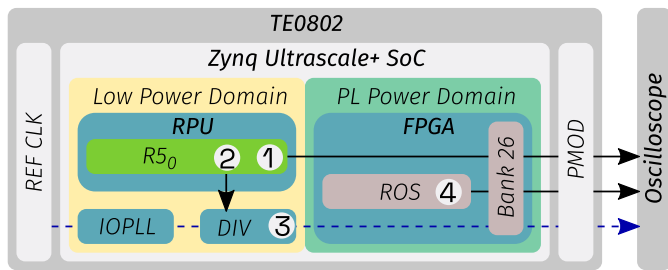 TE0802
Zynq Ultrascale+ SoC
REF CLK
Low Power Domain
PL Power Domain
RPU
FPGA
R5₀ 2 1
ROS 4
Bank 26
PMOD
Oscilloscope
IOPLL
DIV 3